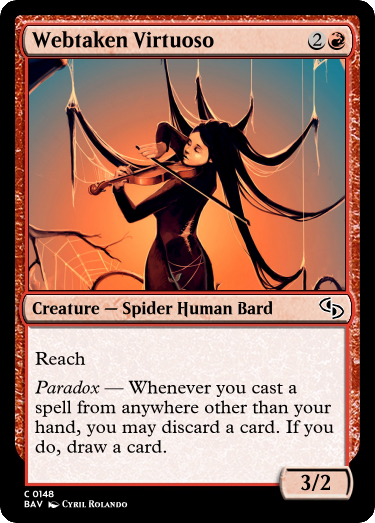 Webtaken Virtuoso 2
Creature — Spider Human Bard
Reach
Paradox — Whenever you cast a
spell from anywhere other than your
hand, you may discard a card. If you
do, draw a card.
3/2
C 0148
BAV Cyril Rolando